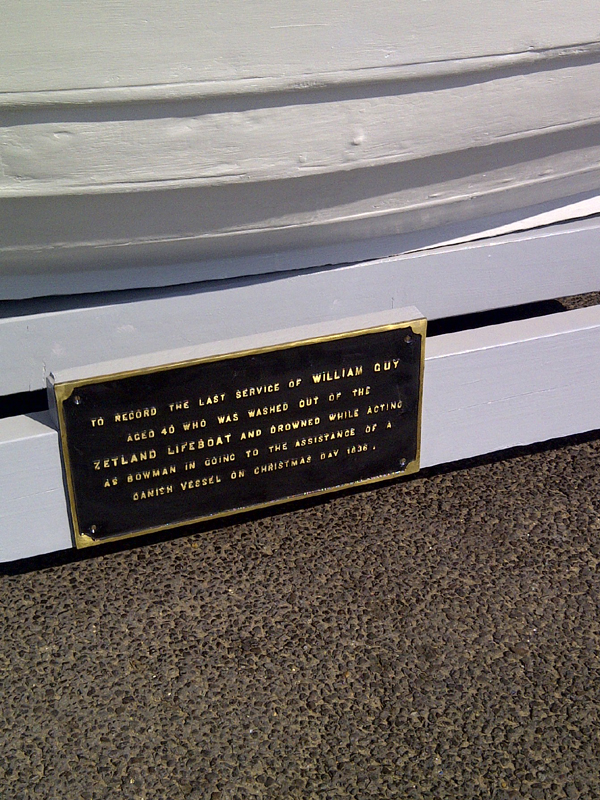 TO RECORD THE LAST SERVICE OF WILLIAM GUY
AGED 40 WHO WAS WASHED OUT OF THE
ZETLAND LIFEBOAT AND DROWNED WHILE ACTING
AS BOWMAN IN GOING TO THE ASSISTANCE OF A
DANISH VESSEL ON CHRISTMAS DAY 1836.